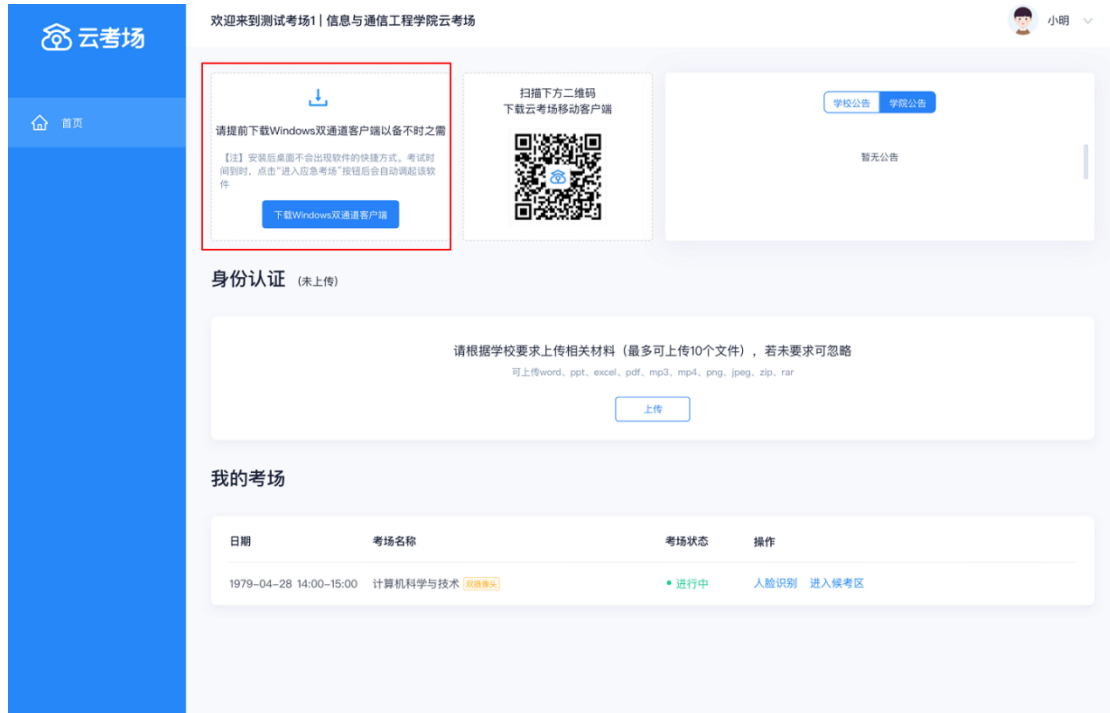 云考场
欢迎来到测试考场1 | 信息与通信工程学院云考场
小明
首页
请提前下载Windows双通道客户端以备不时之需
【注】安装后桌面不会出现软件的快捷方式。考试时
间到时，点击“进入应急考场”按钮后会自动调起该软
件
下载Windows双通道客户端
扫描下方二维码
下载云考场移动客户端
学校公告 学院公告
暂无公告
身份认证 (未上传)
请根据学校要求上传相关材料（最多可上传10个文件），若未要求可忽略
可上传word、ppt、excel、pdf、mp3、mp4、png、jpeg、zip、rar
上传
我的考场
日期 考场名称 考场状态 操作
1979-04-28 14:00-15:00 计算机科学与技术 双摄像头 进行中 人脸识别 进入候考区